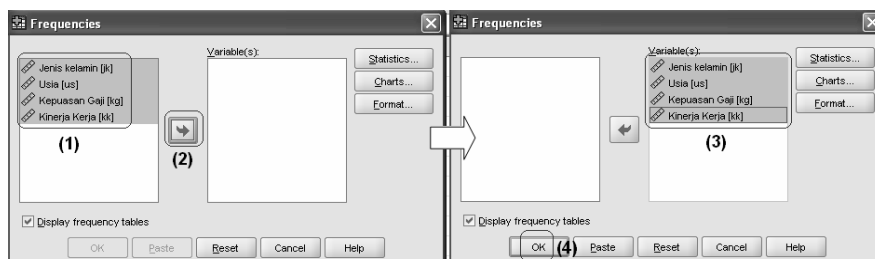 Frequencies
Variable(s):
Jenis kelamin [jk]
Usia [us]
Kepuasan Gaji [kg]
Kinerja Kerja [kk]
(1)
(2)
Statistics...
Charts...
Format...
Display frequency tables
OK
Paste
Reset
Cancel
Help
Frequencies
Variable(s):
Jenis kelamin [jk]
Usia [us]
Kepuasan Gaji [kg]
Kinerja Kerja [kk]
(3)
Statistics...
Charts...
Format...
Display frequency tables
OK
(4)
Paste
Reset
Cancel
Help